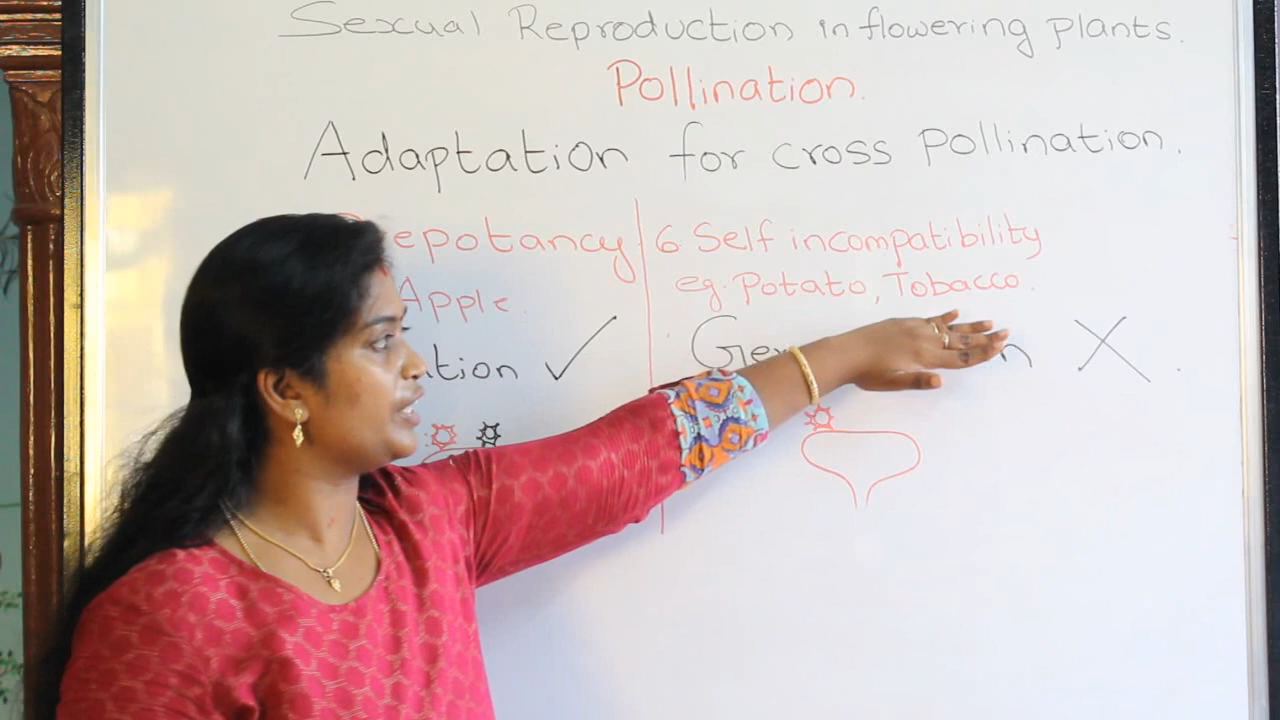 Sexual Reproduction in flowering plants.
Pollination.
Adaptation for cross pollination.
6 Self incompatibility
Apple
eg. Potato, Tobacco.